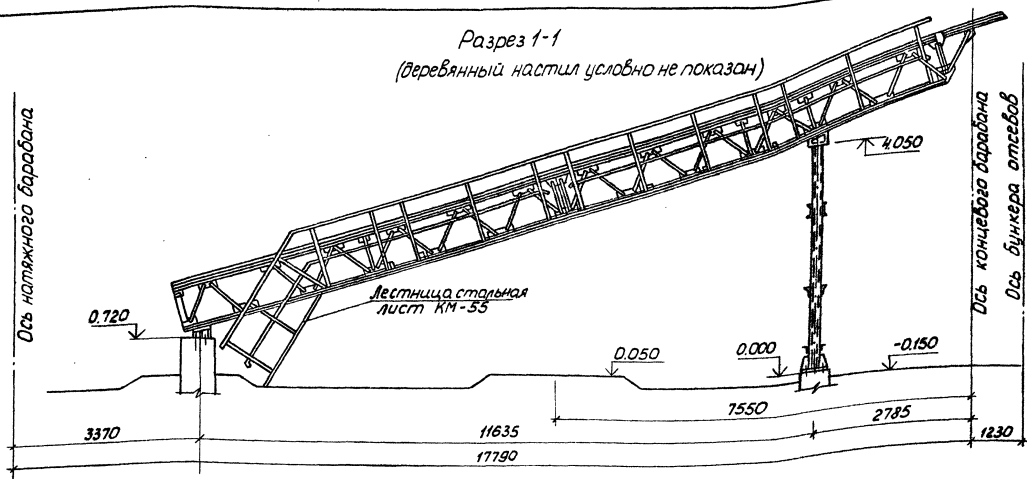 Разрез 1-1
(деревянный настил условно не показан)
Ось натяжного барабана
Ось концевого барабана
Ось бункера отсевов
4.050
Лестница стальная
лист КМ-55
0.720
0.050
0.000
-0.150
7550
2785
3370
11635
1230
17790